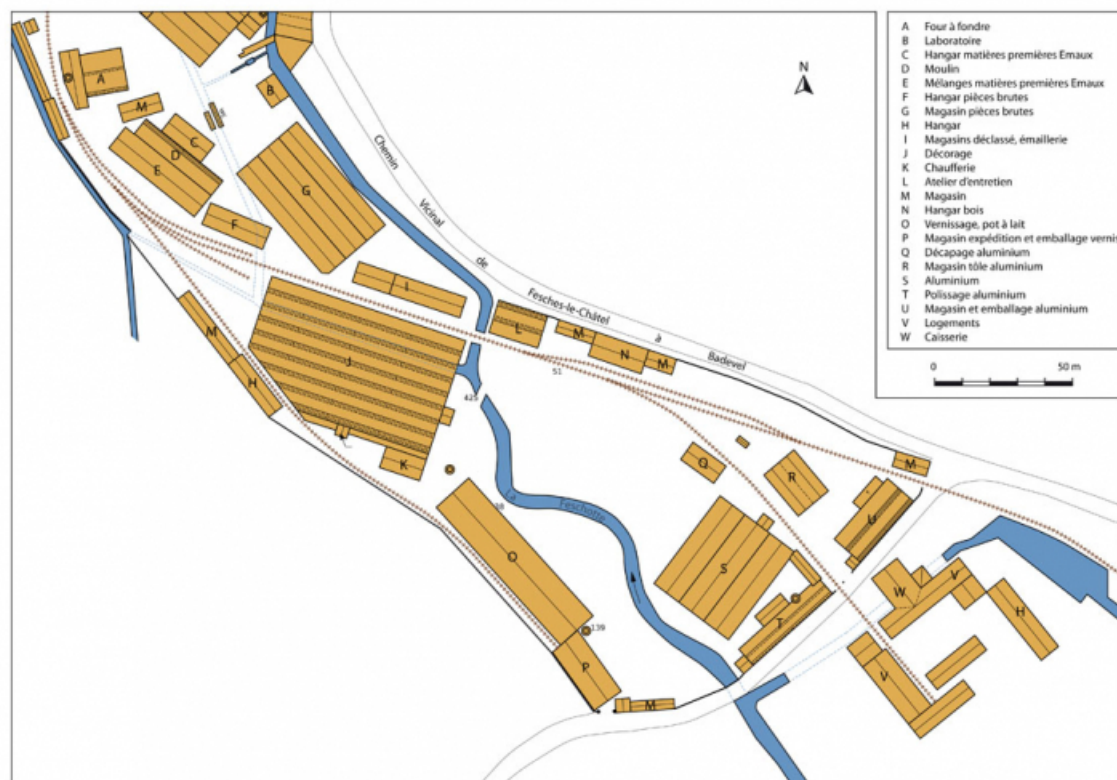 A Four à fondre
B Laboratoire
C Hangar matières premières Emaux
D Moulin
E Mélanges matières premières Emaux
F Hangar pièces brutes
G Magasin pièces brutes
H Hangar
I Magasins déclassé, émaillerie
J Décorage
K Chaufferie
L Atelier d'entretien
M Magasin
N Hangar bois
O Vernissage, pot à lait
P Magasin expédition et emballage vernis
Q Décapage aluminium
R Magasin tôle aluminium
S Aluminium
T Polissage aluminium
U Magasin et emballage aluminium
V Logements
W Caisserie
0 50 m
N
A
B
M
C
D
E
G
F
Chemin
Vicinal
de
Fesches-le-Châtel
à
Badevel
I
M
H
J
L
M
N
M
51
425
K
38
O
La
Feschotte
Q
R
M
U
S
T
139
P
M
W
V
H
V